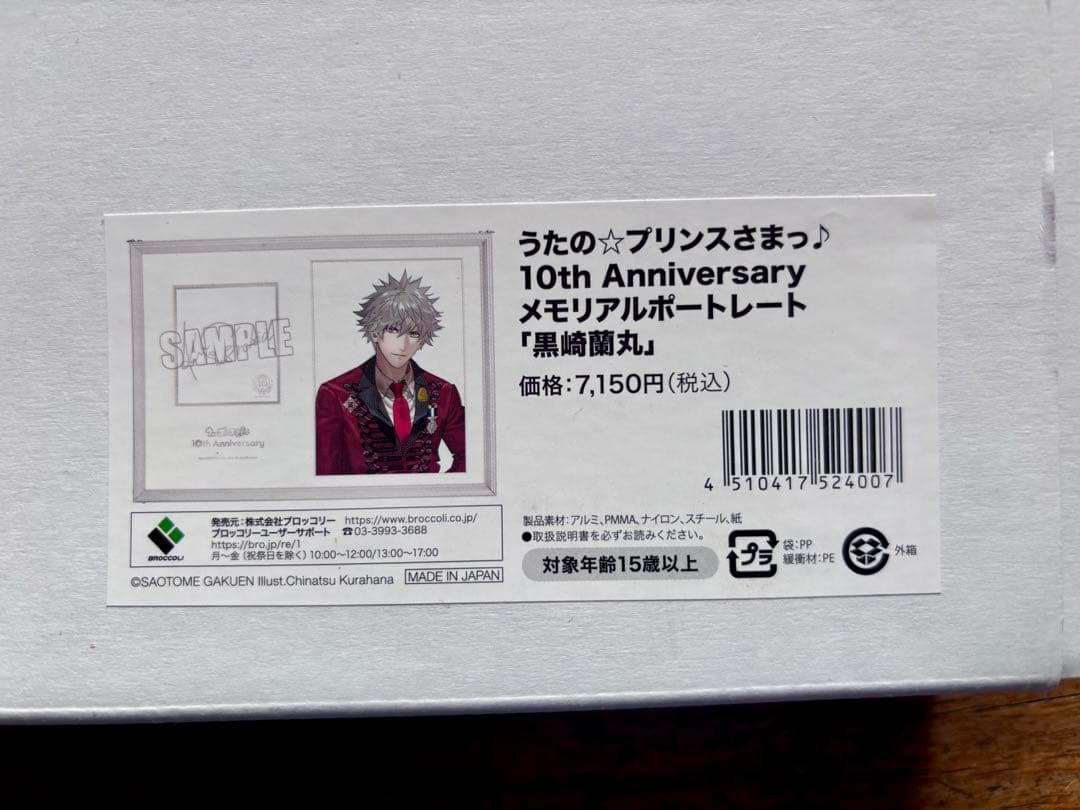 うたの☆プリンスさまっ♪
10th Anniversary
メモリアルポートレート
「黒崎蘭丸」
価格：7,150円（税込）
4 510417 524007
SAMPLE
10th Anniversary
製品素材：アルミ、PMMA、ナイロン、スチール、紙
●取扱説明書を必ずお読みください。
対象年齢15歳以上
プラ
袋：PP
緩衝材：PE
外箱
BROCCOLI
発売元：株式会社ブロッコリー https://www.broccoli.co.jp/
ブロッコリーユーザーサポート ☎03-3993-3688
https://bro.jp/re/1
月〜金（祝祭日を除く）10:00〜12:00/13:00〜17:00
©SAOTOME GAKUEN Illust.Chinatsu Kurahana MADE IN JAPAN